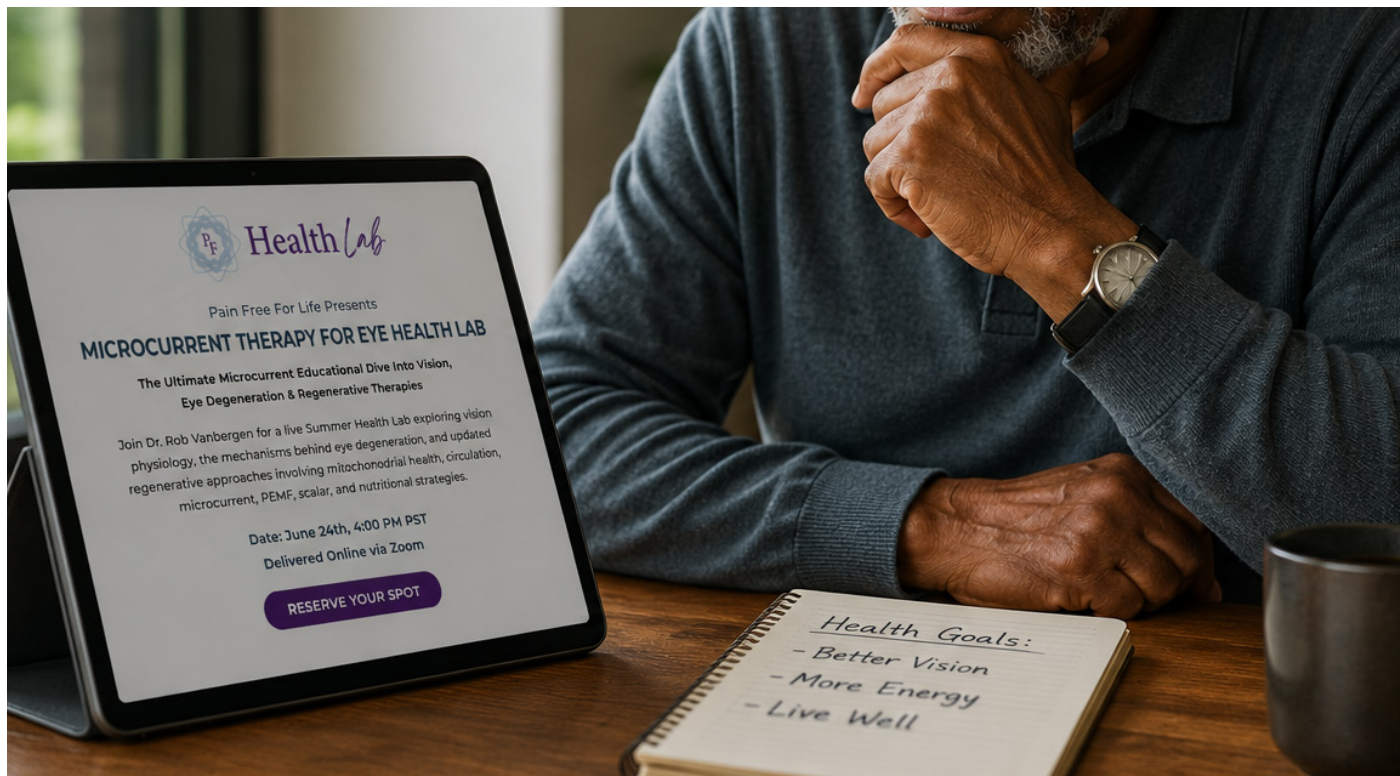 PF Health Lab
Pain Free For Life Presents
MICROCURRENT THERAPY FOR EYE HEALTH LAB
The Ultimate Microcurrent Educational Dive Into Vision,
Eye Degeneration & Regenerative Therapies
Join Dr. Rob Vanbergen for a live Summer Health Lab exploring vision
physiology, the mechanisms behind eye degeneration, and updated
regenerative approaches involving mitochonodrial health, circulation,
microcurrent, PEMF, scalar, and nutritional strategies.
Date: June 24th, 4:00 PM PST
Delivered Online via Zoom
RESERVE YOUR SPOT
Health Goals:
- Better Vision
- More Energy
- Live Well